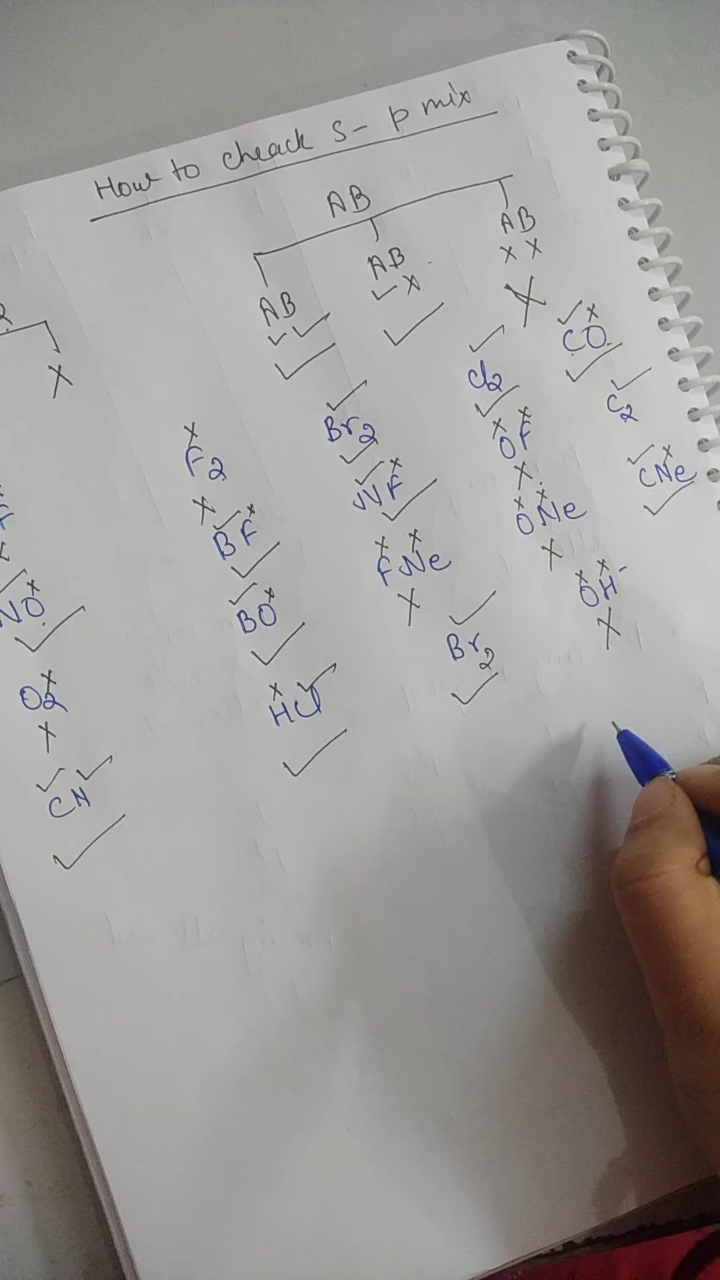 How to cheack s- p mix
AB
AB AB AB
✓✓ ✓x x x
✓ ✓ X
2
X
F2 Br2 Cl2 CO
BF NF OF C2
NO BO FNe ONe CNe
O2 HCl Br2 OH-
CN